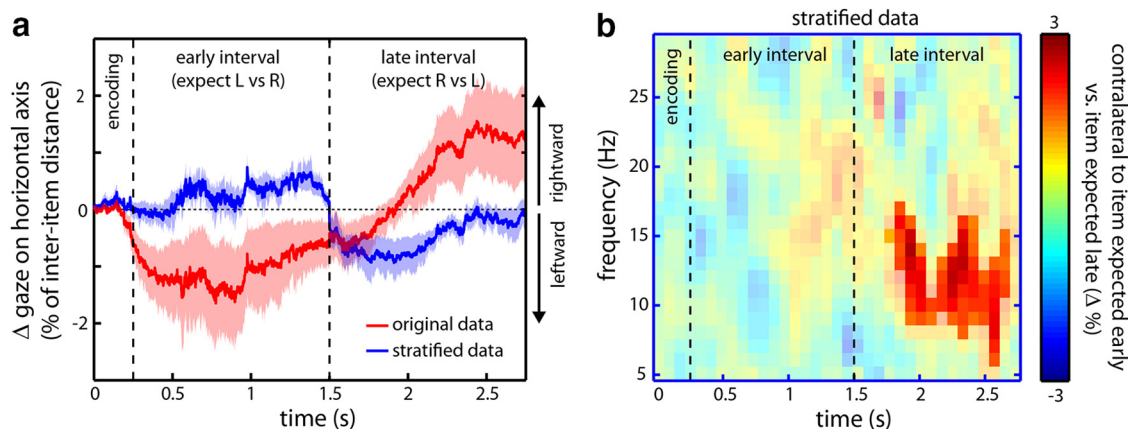 a
Δ gaze on horizontal axis
(% of inter-item distance)
2
0
-2
encoding
early interval
(expect L vs R)
late interval
(expect R vs L)
rightward
leftward
original data
stratified data
0
0.5
1
1.5
2
2.5
time (s)
b
stratified data
frequency (Hz)
25
20
15
10
5
encoding
early interval
late interval
0
0.5
1
1.5
2
2.5
time (s)
3
-3
contralateral to item expected early
vs. item expected late (Δ %)